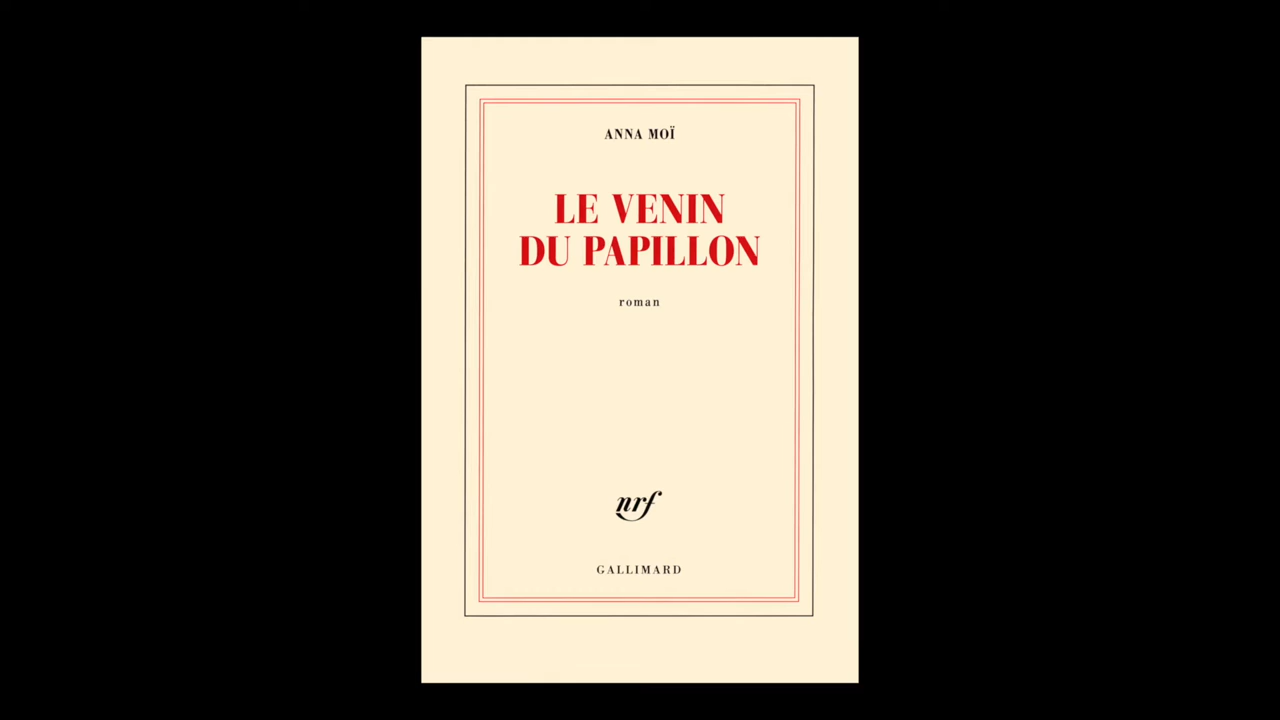 ANNA MOÏ
LE VENIN
DU PAPILLON
roman
nrf
GALLIMARD